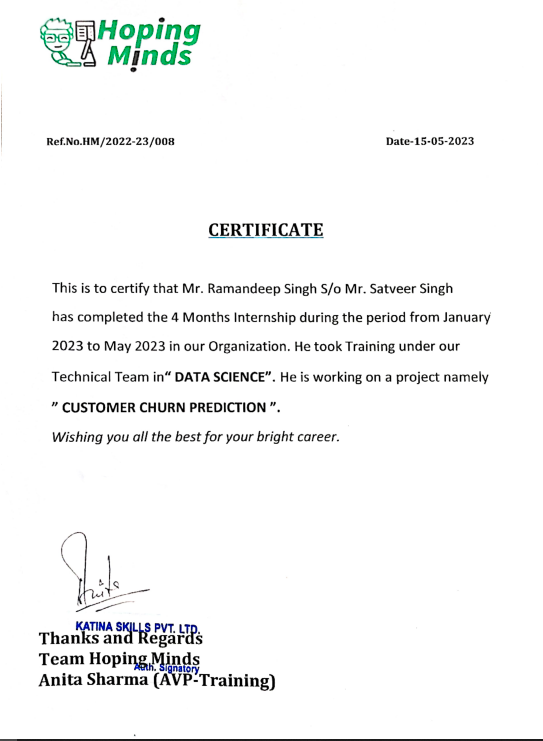 Hoping
Minds
Ref.No.HM/2022-23/008 Date-15-05-2023
CERTIFICATE
This is to certify that Mr. Ramandeep Singh S/o Mr. Satveer Singh
has completed the 4 Months Internship during the period from January
2023 to May 2023 in our Organization. He took Training under our
Technical Team in“ DATA SCIENCE”. He is working on a project namely
” CUSTOMER CHURN PREDICTION ”.
Wishing you all the best for your bright career.
Anita
KATINA SKILLS PVT. LTD.
Thanks and Regards
Team Hoping Minds
Auth. Signatory
Anita Sharma (AVP-Training)